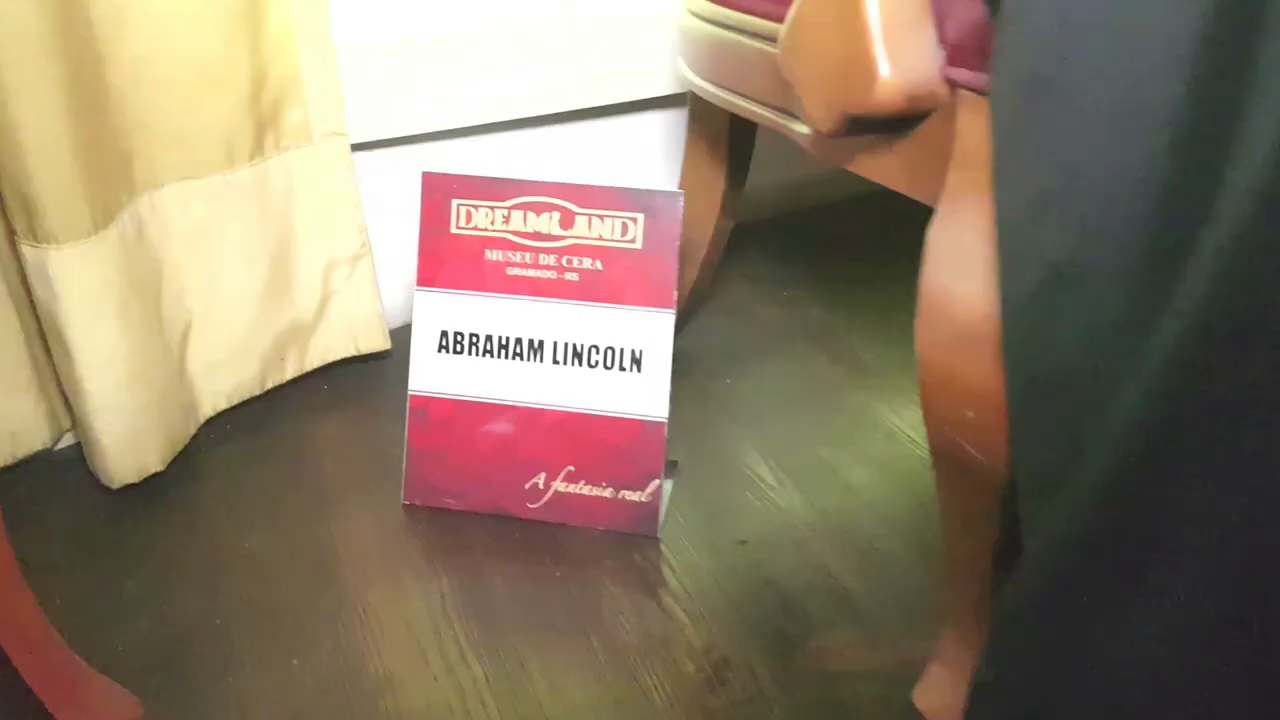 DREAMLAND
MUSEU DE CERA
GRAMADO - RS
ABRAHAM LINCOLN
A fantasia real